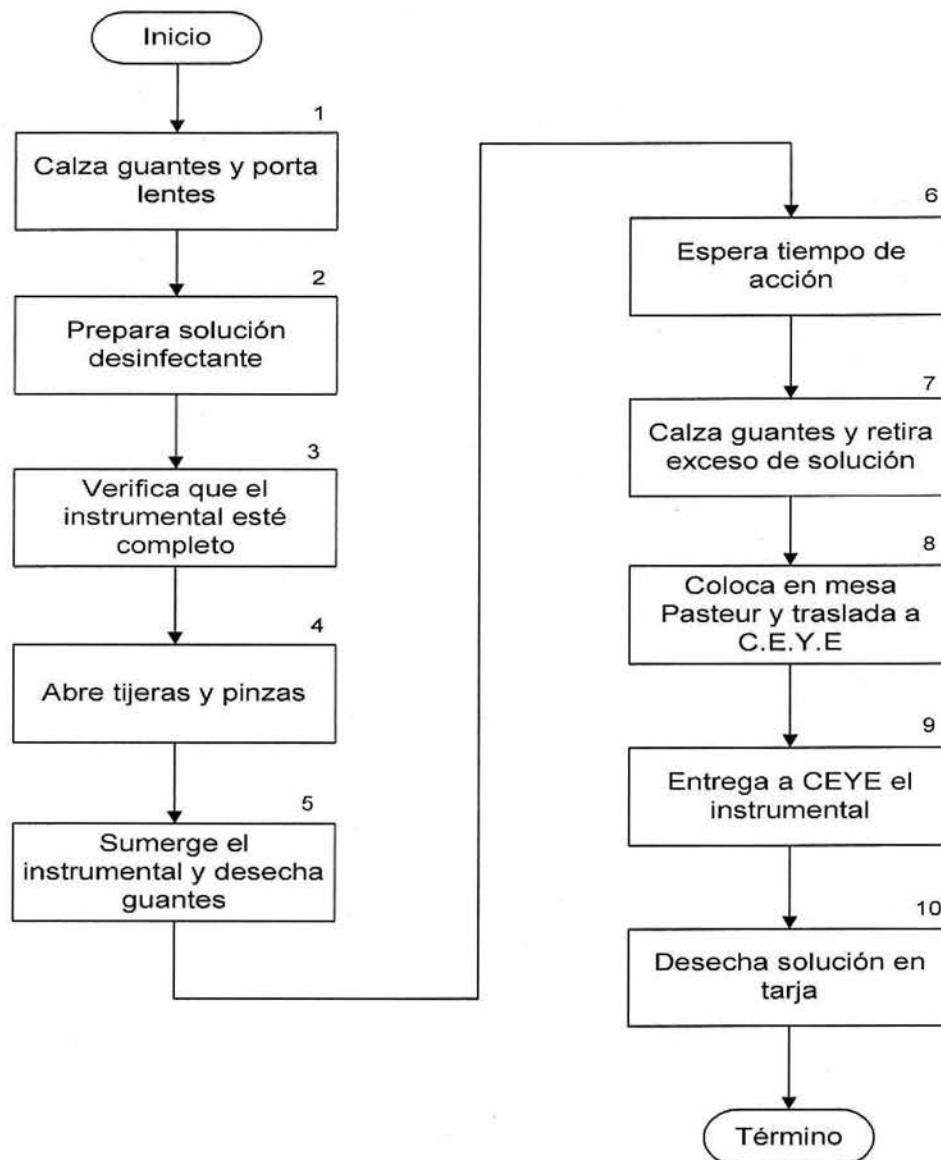 Inicio
1
Calza guantes y porta
lentes
2
Prepara solución
desinfectante
3
Verifica que el
instrumental esté
completo
4
Abre tijeras y pinzas
5
Sumerge el
instrumental y desecha
guantes
6
Espera tiempo de
acción
7
Calza guantes y retira
exceso de solución
8
Coloca en mesa
Pasteur y traslada a
C.E.Y.E
9
Entrega a CEYE el
instrumental
10
Desecha solución en
tarja
Término